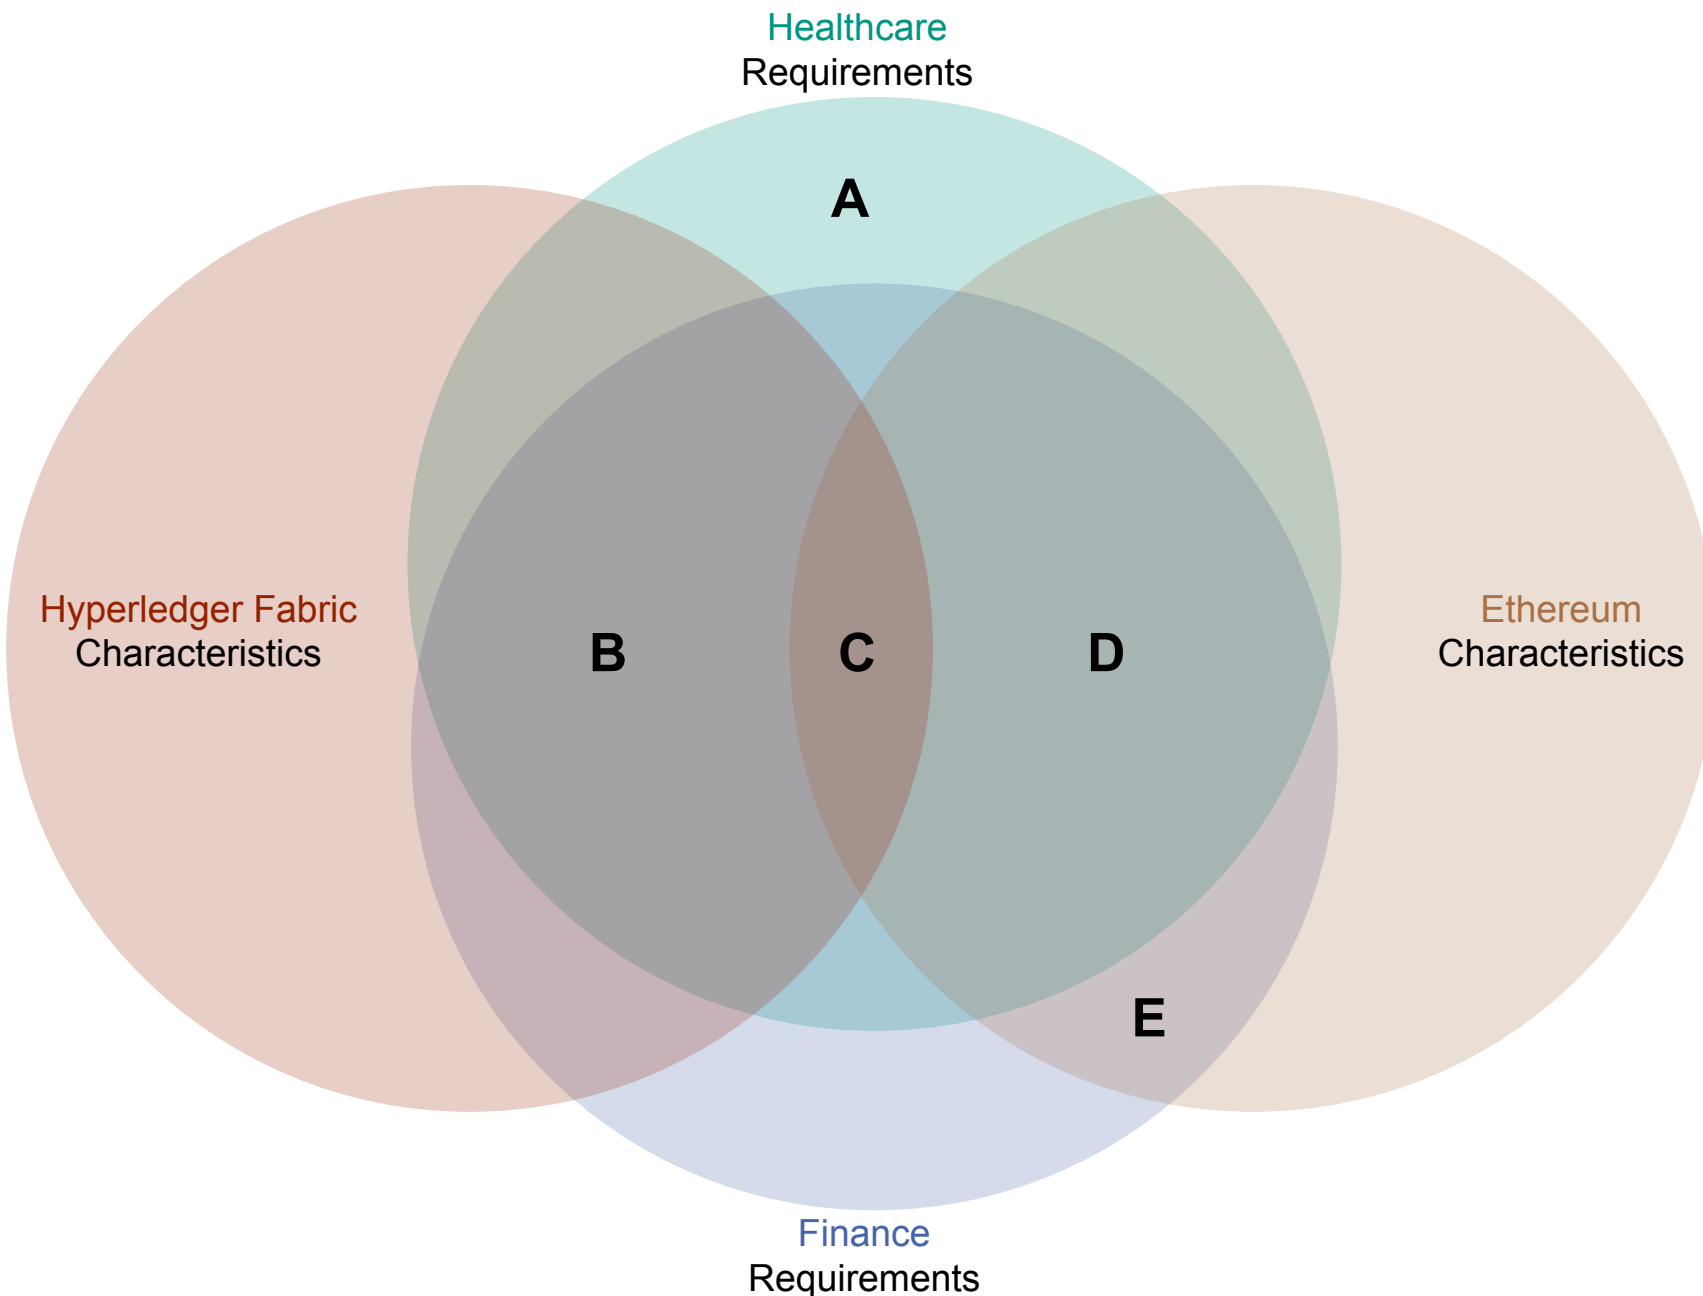 Healthcare
Requirements
A
Hyperledger Fabric
Characteristics
B
C
D
Ethereum
Characteristics
E
Finance
Requirements